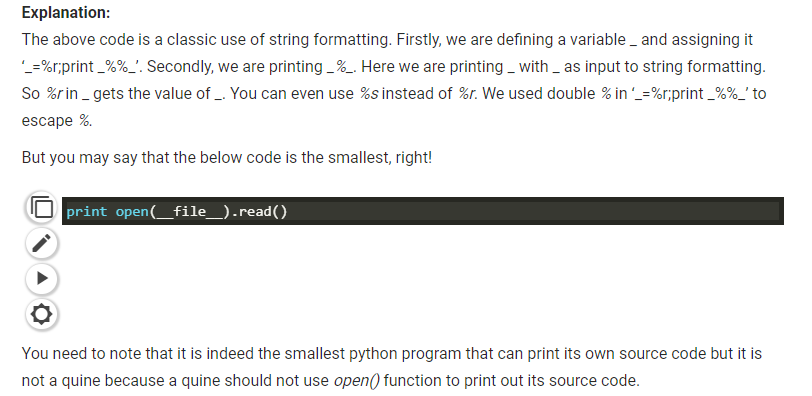 Explanation:
The above code is a classic use of string formatting. Firstly, we are defining a variable _ and assigning it
‘_=%r;print _%%_’. Secondly, we are printing _%_. Here we are printing _ with _ as input to string formatting.
So %r in _ gets the value of _. You can even use %s instead of %r. We used double % in ‘_=%r;print _%%_’ to
escape %.
But you may say that the below code is the smallest, right!
print open(__file__).read()
You need to note that it is indeed the smallest python program that can print its own source code but it is
not a quine because a quine should not use open() function to print out its source code.